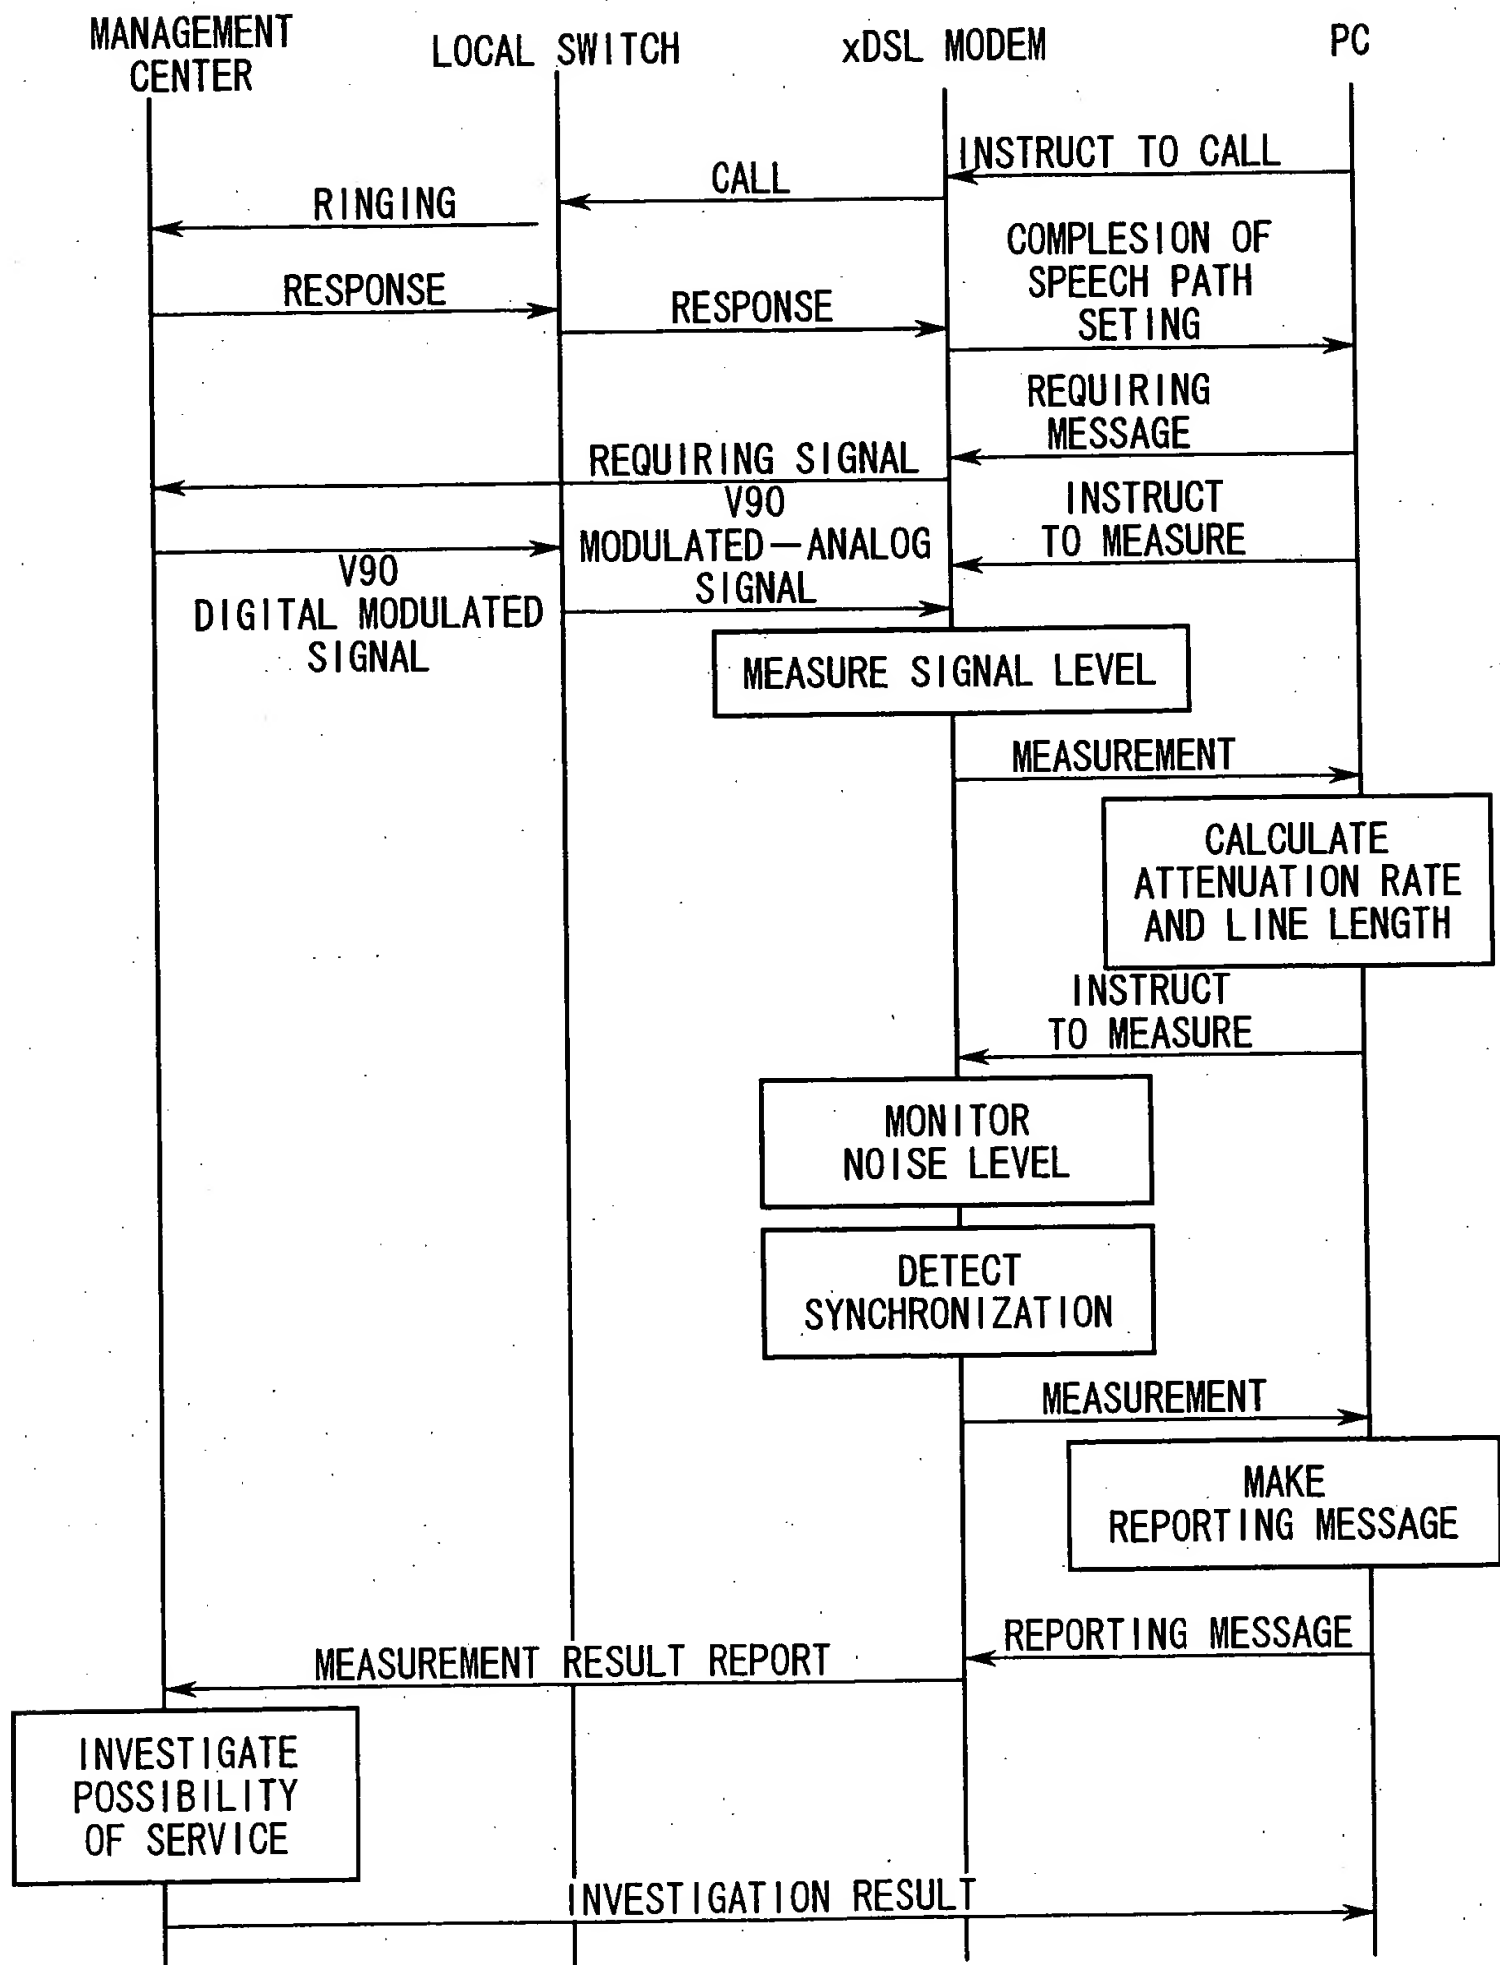 MANAGEMENT
CENTER
LOCAL SWITCH
xDSL MODEM
PC
INSTRUCT TO CALL
CALL
RINGING
COMPLESION OF
SPEECH PATH
SETING
RESPONSE
RESPONSE
REQUIRING
MESSAGE
REQUIRING SIGNAL
INSTRUCT
TO MEASURE
V90
MODULATED-ANALOG
SIGNAL
V90
DIGITAL MODULATED
SIGNAL
MEASURE SIGNAL LEVEL
MEASUREMENT
CALCULATE
ATTENUATION RATE
AND LINE LENGTH
INSTRUCT
TO MEASURE
MONITOR
NOISE LEVEL
DETECT
SYNCHRONIZATION
MEASUREMENT
MAKE
REPORTING MESSAGE
REPORTING MESSAGE
MEASUREMENT RESULT REPORT
INVESTIGATE
POSSIBILITY
OF SERVICE
INVESTIGATION RESULT